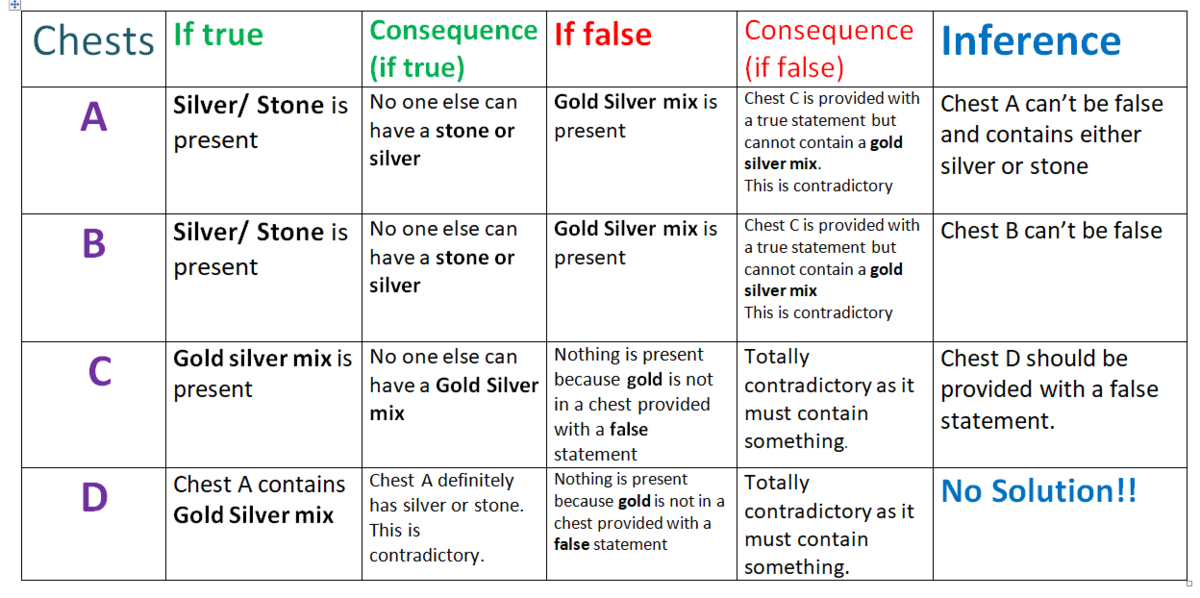 Chests
If true
Consequence
(if true)
If false
Consequence
(if false)
Inference
A
Silver/ Stone is
present
No one else can
have a stone or
silver
Gold Silver mix is
present
Chest C is provided with
a true statement but
cannot contain a gold
silver mix.
This is contradictory
Chest A can’t be false
and contains either
silver or stone
B
Silver/ Stone is
present
No one else can
have a stone or
silver
Gold Silver mix is
present
Chest C is provided with
a true statement but
cannot contain a gold
silver mix
This is contradictory
Chest B can’t be false
C
Gold silver mix is
present
No one else can
have a Gold Silver
mix
Nothing is present
because gold is not
in a chest provided
with a false
statement
Totally
contradictory as it
must contain
something.
Chest D should be
provided with a false
statement.
D
Chest A contains
Gold Silver mix
Chest A definitely
has silver or stone.
This is
contradictory.
Nothing is present
because gold is not in a
chest provided with a
false statement
Totally
contradictory as it
must contain
something.
No Solution!!